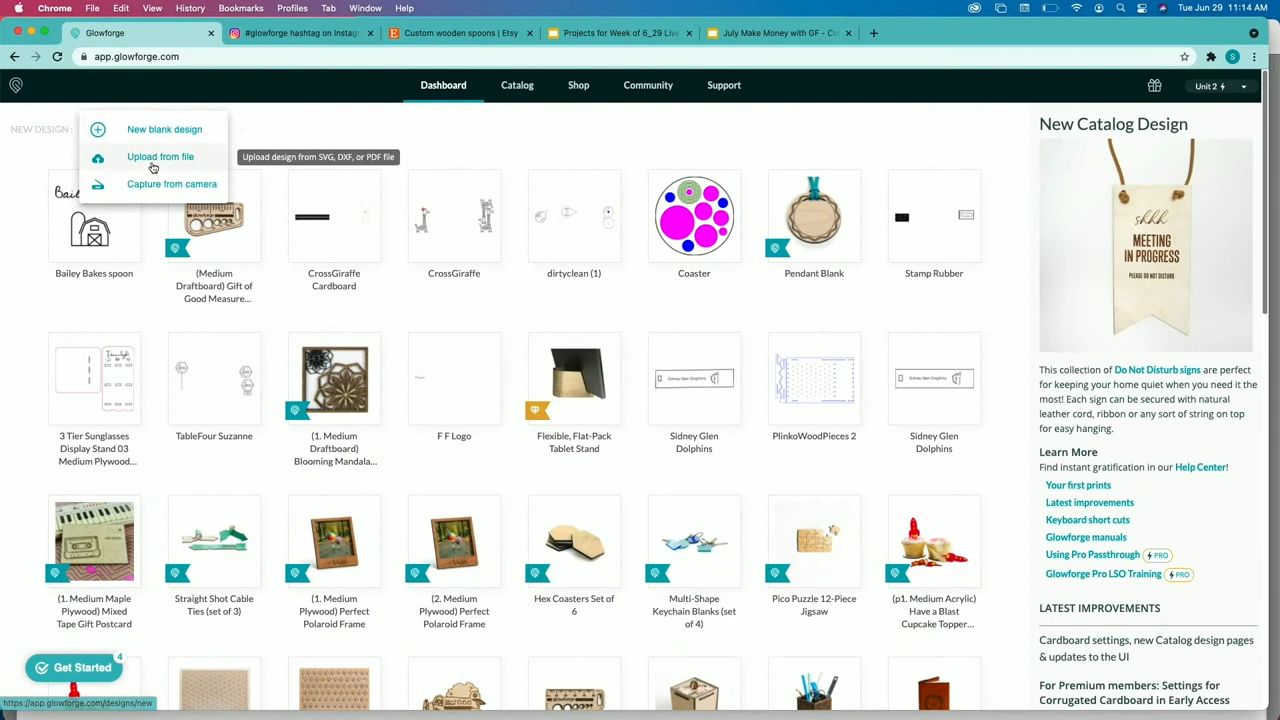 Chrome File Edit View History Bookmarks Profiles Tab Window Help
Tue Jun 29 11:14 AM
Glowforge
#glowforge hashtag on Instag
Custom wooden spoons | Etsy
Projects for Week of 6_29 Live
July Make Money with GF - Co
app.glowforge.com
S
Dashboard Catalog Shop Community Support
Unit 2
NEW DESIGN :
New blank design
Upload from file
Upload design from SVG, DXF, or PDF file
Capture from camera
Bailey Bakes spoon
(Medium
Draftboard) Gift of
Good Measure...
CrossGiraffe
Cardboard
CrossGiraffe
dirtyclean (1)
Coaster
Pendant Blank
Stamp Rubber
Sidney Glen Dolphins
Sidney Glen Dolphins
3 Tier Sunglasses
Display Stand 03
Medium Plywood...
TableFour Suzanne
(1. Medium
Draftboard)
Blooming Mandala...
F F Logo
Flexible, Flat-Pack
Tablet Stand
Sidney Glen
Dolphins
PlinkoWoodPieces 2
Sidney Glen
Dolphins
(1. Medium Maple
Plywood) Mixed
Tape Gift Postcard
Straight Shot Cable
Ties (set of 3)
(1. Medium
Plywood) Perfect
Polaroid Frame
(2. Medium
Plywood) Perfect
Polaroid Frame
Hex Coasters Set of
6
Multi-Shape
Keychain Blanks (set
of 4)
Pico Puzzle 12-Piece
Jigsaw
(p1. Medium Acrylic)
Have a Blast
Cupcake Topper...
Get Started
4
https://app.glowforge.com/designs/new
New Catalog Design
shhh
MEETING
IN PROGRESS
PLEASE DO NOT DISTURB
This collection of Do Not Disturb signs are perfect
for keeping your home quiet when you need it the
most! Each sign can be secured with natural
leather cord, ribbon or any sort of string on top
for easy hanging.
Learn More
Find instant gratification in our Help Center!
Your first prints
Latest improvements
Keyboard short cuts
Glowforge manuals
Using Pro Passthrough PRO
Glowforge Pro LSO Training PRO
LATEST IMPROVEMENTS
Cardboard settings, new Catalog design pages
& updates to the UI
For Premium members: Settings for
Corrugated Cardboard in Early Access